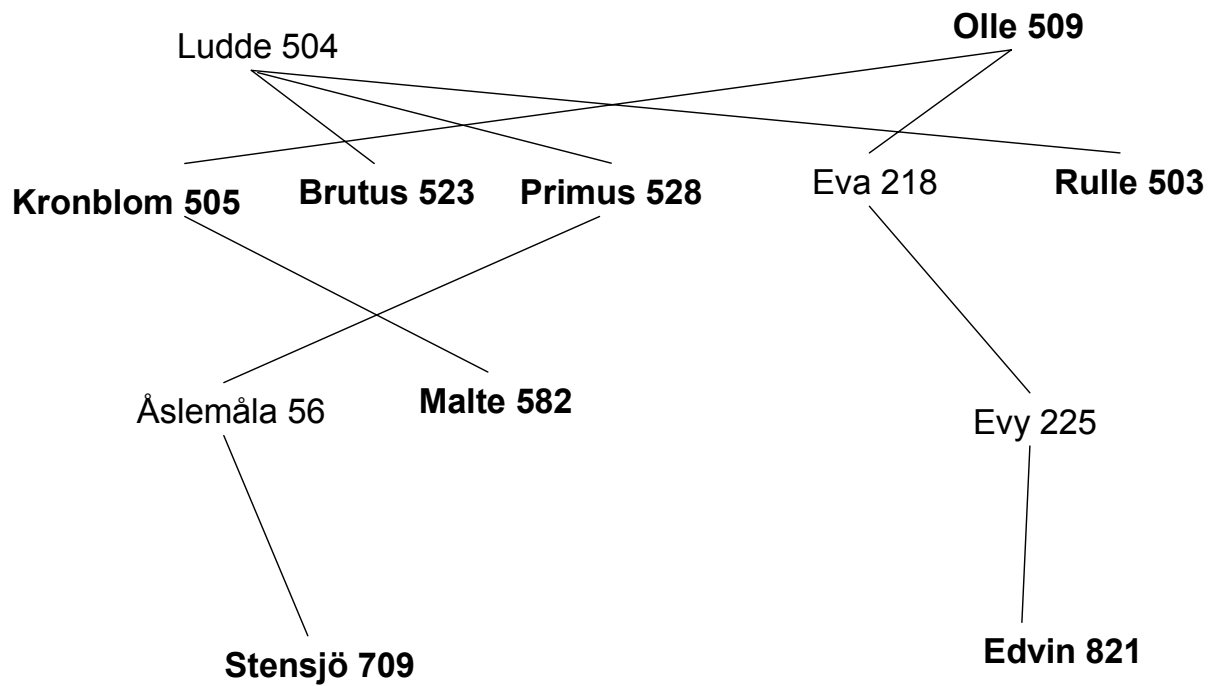 Ludde 504
Olle 509
Kronblom 505
Brutus 523
Primus 528
Eva 218
Rulle 503
Åslemåla 56
Malte 582
Evy 225
Stensjö 709
Edvin 821